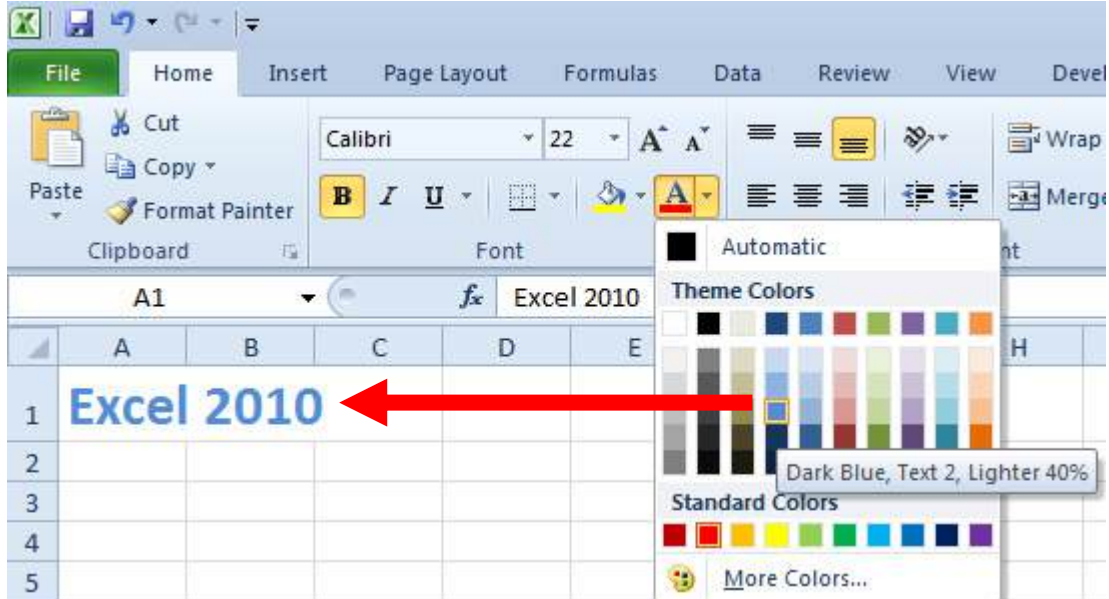 File Home Insert Page Layout Formulas Data Review View Devel
Cut
Copy
Paste
Format Painter
Calibri 22 A A
B I U A
Wrap
Merge
Clipboard Font nt
Automatic
A1 fx Excel 2010
Theme Colors
A B C D E H
1 Excel 2010
2
Dark Blue, Text 2, Lighter 40%
3
Standard Colors
4
5
More Colors...